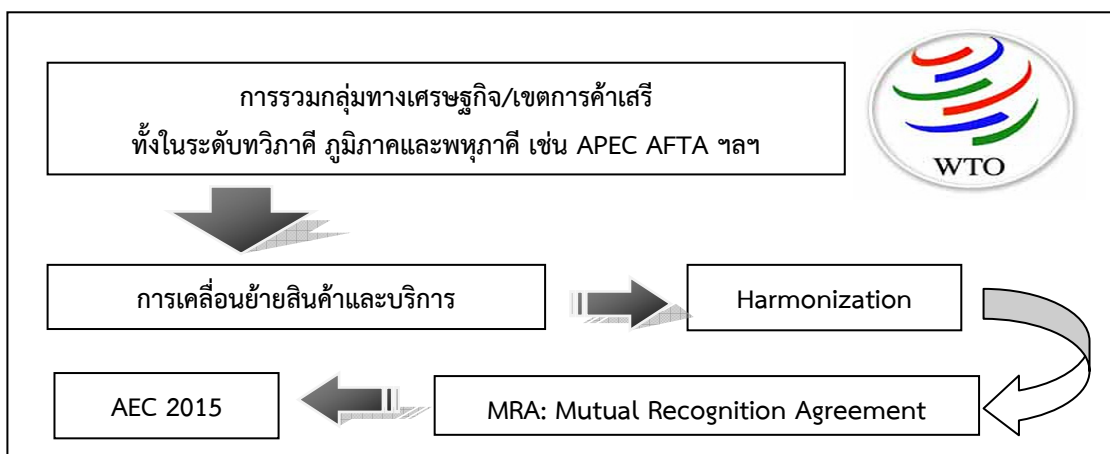 การรวมกลุ่มทางเศรษฐกิจ/เขตการค้าเสรี
ทั้งในระดับทวิภาคี ภูมิภาคและพหุภาคี เช่น APEC AFTA ฯลฯ
WTO
การเคลื่อนย้ายสินค้าและบริการ
Harmonization
AEC 2015
MRA: Mutual Recognition Agreement